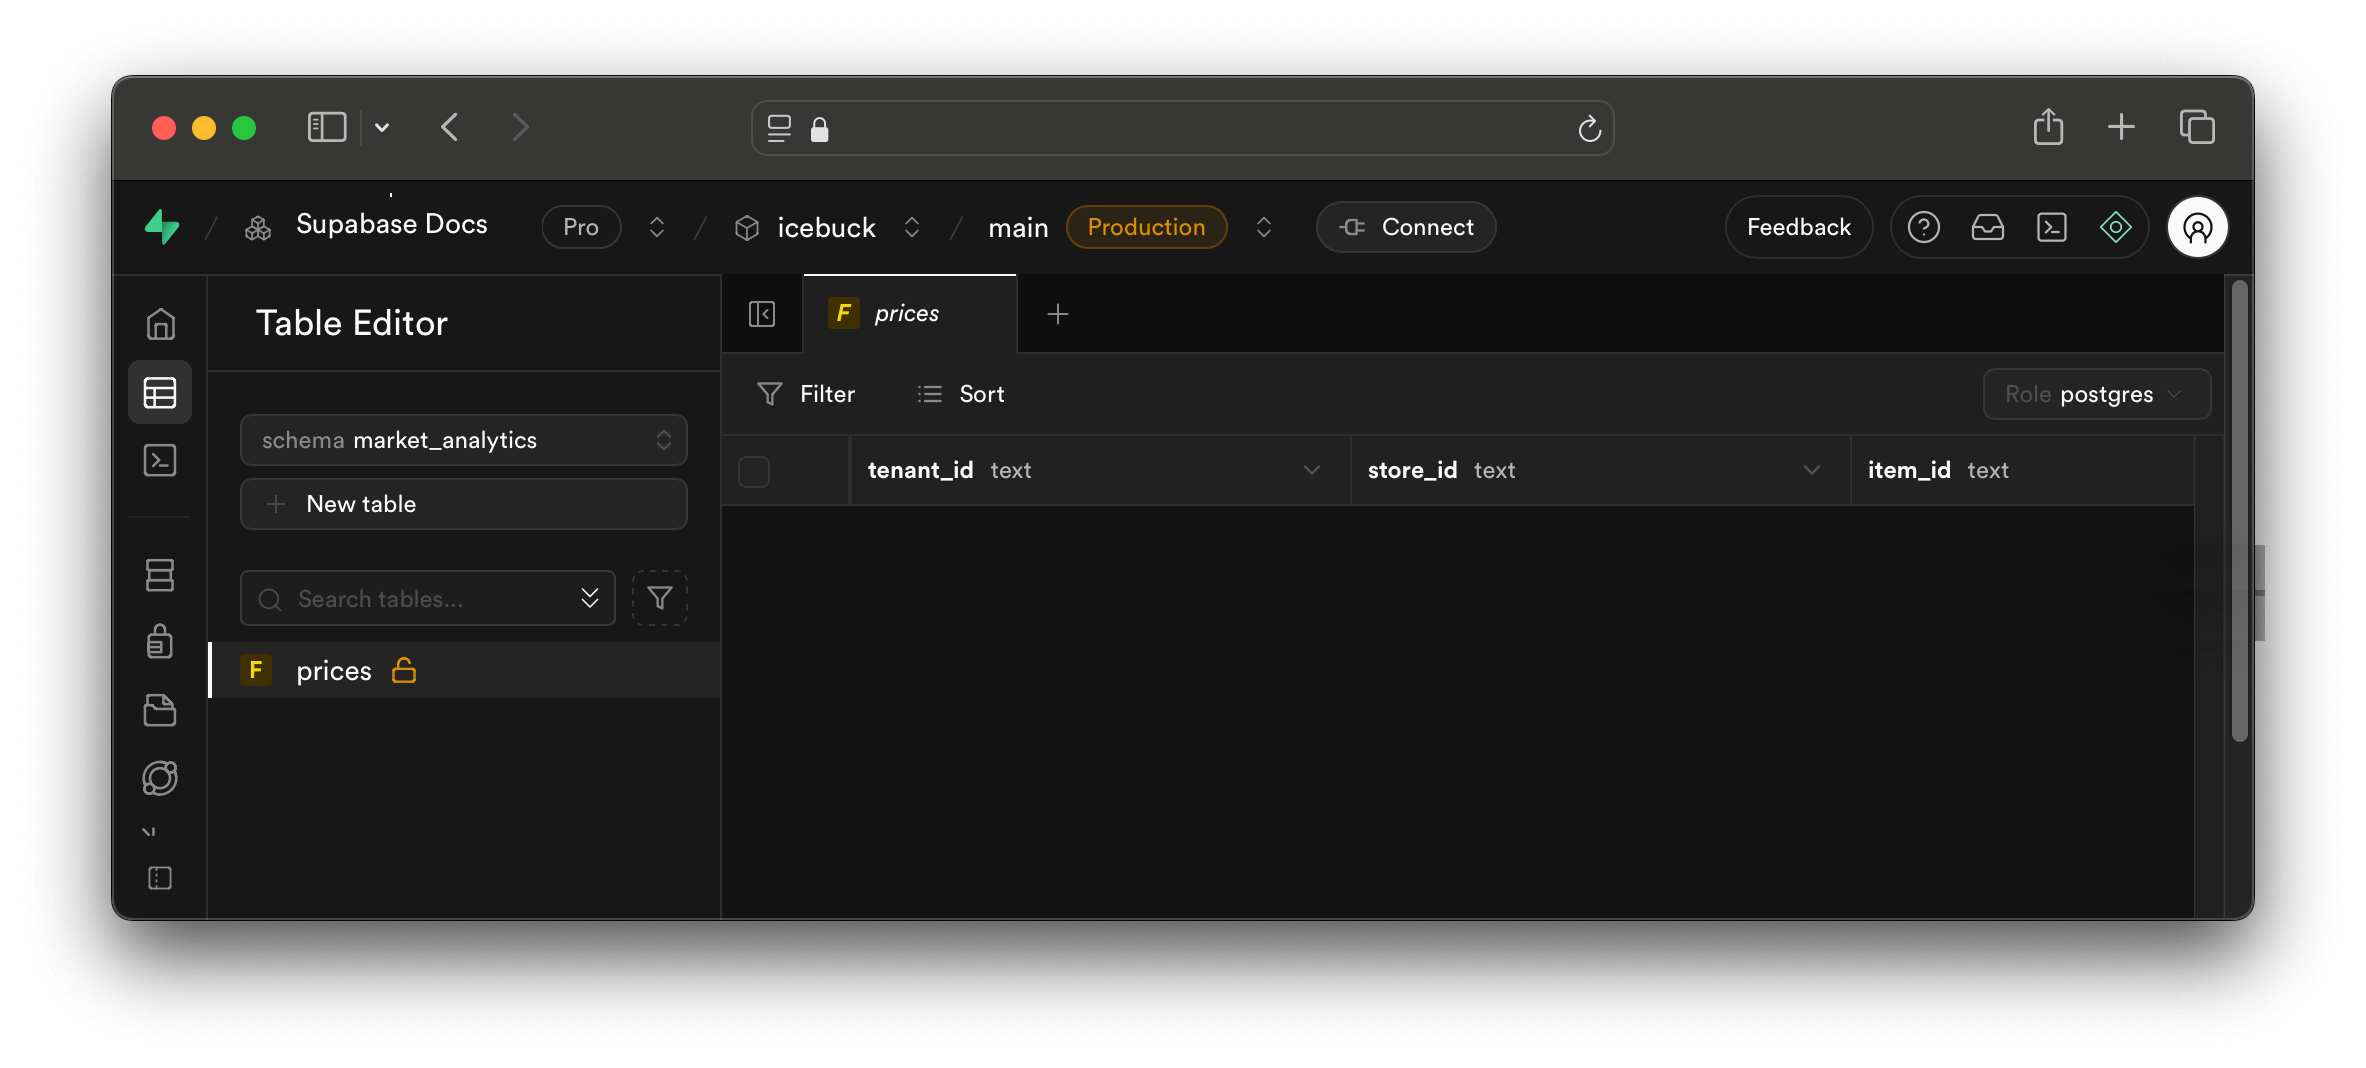 Supabase Docs Pro icebuck main Production Connect Feedback
Table Editor
F prices
Filter Sort Role postgres
schema market_analytics
New table
Search tables...
F prices
tenant_id text store_id text item_id text